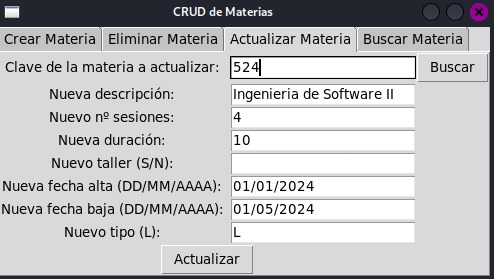 CRUD de Materias
Crear Materia Eliminar Materia Actualizar Materia Buscar Materia
Clave de la materia a actualizar: 524 Buscar
Nueva descripción: Ingenieria de Software II
Nuevo nº sesiones: 4
Nueva duración: 10
Nuevo taller (S/N):
Nueva fecha alta (DD/MM/AAAA): 01/01/2024
Nueva fecha baja (DD/MM/AAAA): 01/05/2024
Nuevo tipo (L): L
Actualizar